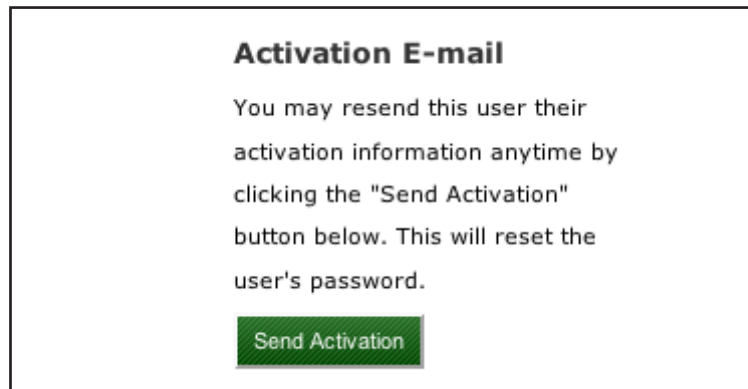 Activation E-mail
You may resend this user their
activation information anytime by
clicking the "Send Activation"
button below. This will reset the
user's password.
Send Activation